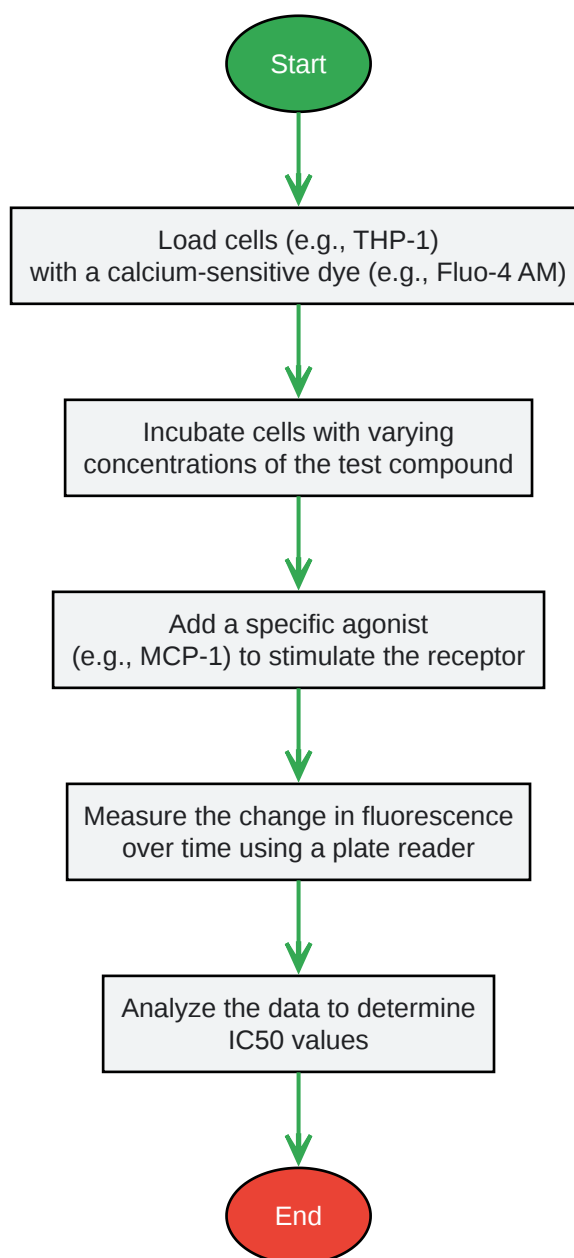 Start
Load cells (e.g., THP-1)
with a calcium-sensitive dye (e.g., Fluo-4 AM)
Incubate cells with varying
concentrations of the test compound
Add a specific agonist
(e.g., MCP-1) to stimulate the receptor
Measure the change in fluorescence
over time using a plate reader
Analyze the data to determine
IC50 values
End